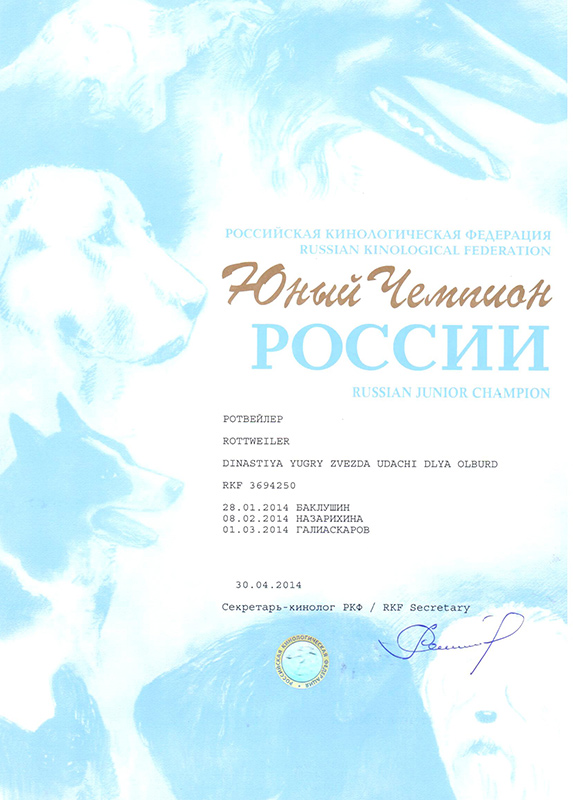 РОССИЙСКАЯ КИНОЛОГИЧЕСКАЯ ФЕДЕРАЦИЯ
RUSSIAN KINOLOGICAL FEDERATION
Юный Чемпион
РОССИИ
RUSSIAN JUNIOR CHAMPION
РОТВЕЙЛЕР
ROTTWEILER
DINASTIYA YUGRY ZVEZDA UDACHI DLYA OLBURD
RKF 3694250
28.01.2014 БАКЛУШИН
08.02.2014 НАЗАРИХИНА
01.03.2014 ГАЛИАСКАРОВ
30.04.2014
Секретарь-кинолог РКФ / RKF Secretary
РОССИЙСКАЯ КИНОЛОГИЧЕСКАЯ ФЕДЕРАЦИЯ